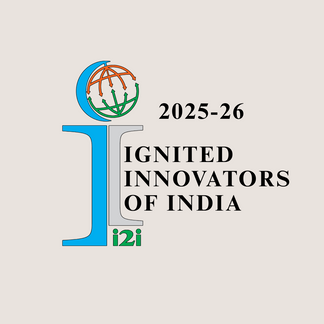 2025-26
IGNITED
INNOVATORS
OF INDIA
i2i